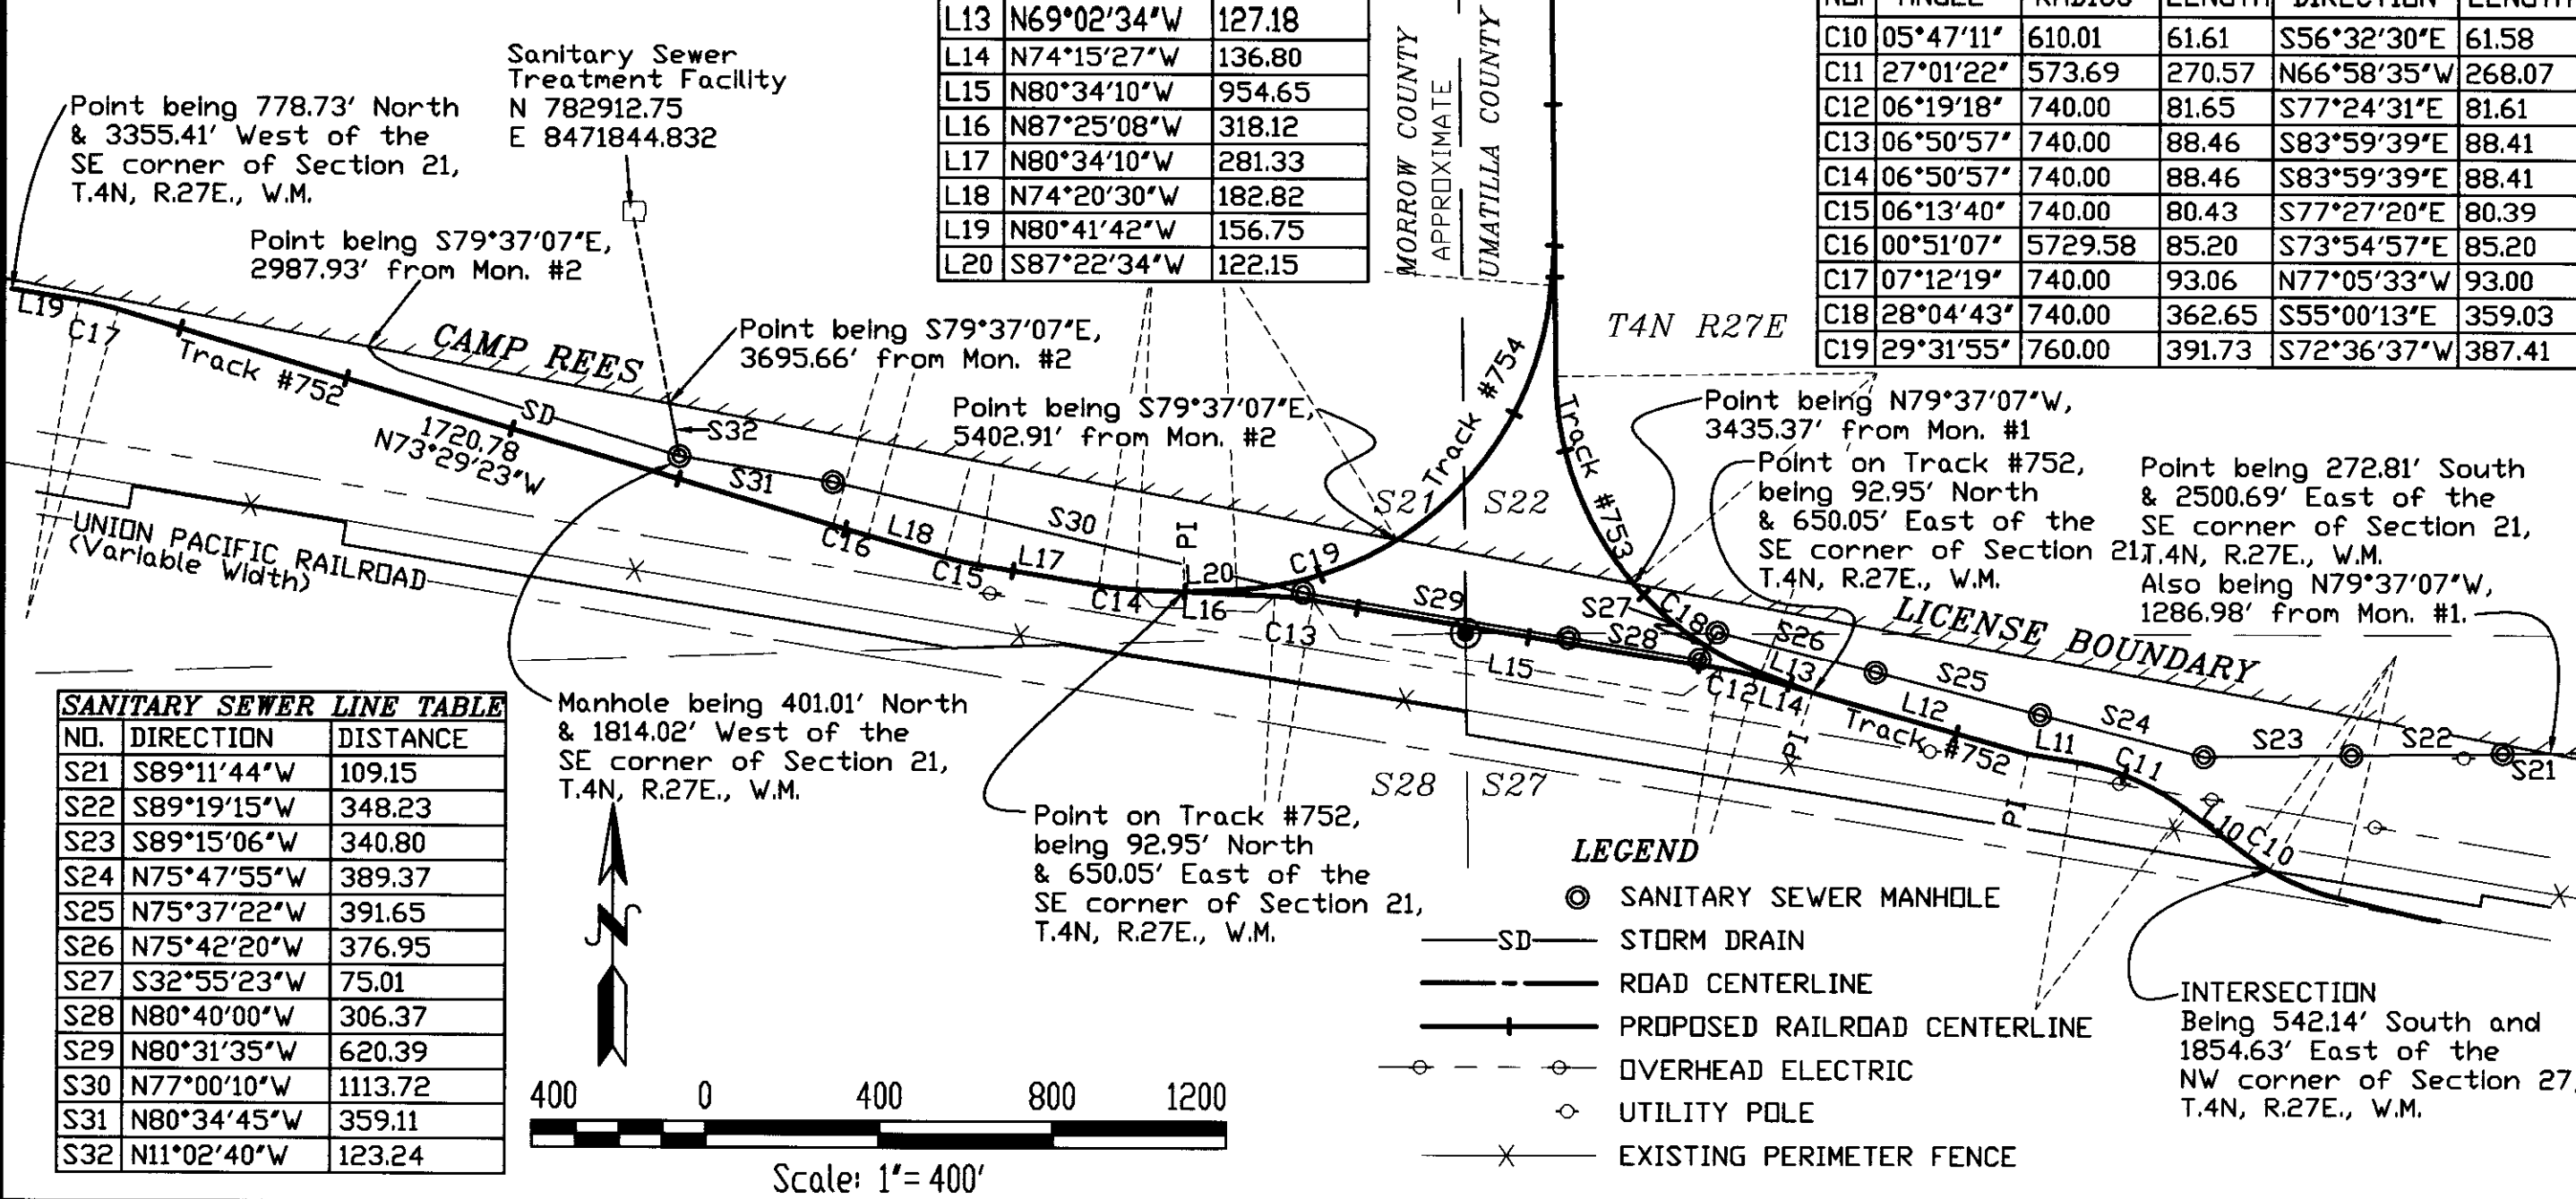 L13 N69°02'34"W 127.18
L14 N74°15'27"W 136.80
L15 N80°34'10"W 954.65
L16 N87°25'08"W 318.12
L17 N80°34'10"W 281.33
L18 N74°20'30"W 182.82
L19 N80°41'42"W 156.75
L20 S87°22'34"W 122.15
NO. ANGLE RADIUS LENGTH DIRECTION LENGTH
C10 05°47'11" 610.01 61.61 S56°32'30"E 61.58
C11 27°01'22" 573.69 270.57 N66°58'35"W 268.07
C12 06°19'18" 740.00 81.65 S77°24'31"E 81.61
C13 06°50'57" 740.00 88.46 S83°59'39"E 88.41
C14 06°50'57" 740.00 88.46 S83°59'39"E 88.41
C15 06°13'40" 740.00 80.43 S77°27'20"E 80.39
C16 00°51'07" 5729.58 85.20 S73°54'57"E 85.20
C17 07°12'19" 740.00 93.06 N77°05'33"W 93.00
C18 28°04'43" 740.00 362.65 S55°00'13"E 359.03
C19 29°31'55" 760.00 391.73 S72°36'37"W 387.41
MORROW COUNTY
APPROXIMATE
UMATILLA COUNTY
Sanitary Sewer
Treatment Facility
N 782912.75
E 8471844.832
Point being 778.73' North
& 3355.41' West of the
SE corner of Section 21,
T.4N, R.27E., W.M.
Point being S79°37'07"E,
2987.93' from Mon. #2
Point being S79°37'07"E,
3695.66' from Mon. #2
Point being S79°37'07"E,
5402.91' from Mon. #2
T4N R27E
Point being N79°37'07"W,
3435.37' from Mon. #1
Point on Track #752,
being 92.95' North
& 650.05' East of the
SE corner of Section 21,
T.4N, R.27E., W.M.
Point being 272.81' South
& 2500.69' East of the
SE corner of Section 21,
T.4N, R.27E., W.M.
Also being N79°37'07"W,
1286.98' from Mon. #1.
L19
C17
Track #752
CAMP REES
SD
1720.78
N73°29'23"W
S32
S31
C16
L18
C15
L17
S30
PI
C14
L16
L20
C19
C13
Track #754
S21
S22
Track #753
S29
S27
S28
C18
L15
S26
L13
C12
L14
PI
LICENSE BOUNDARY
S25
L12
Track #752
L11
S24
C11
PI
S23
S22
S21
L10
C10
UNION PACIFIC RAILROAD
(Variable Width)
S28
S27
Manhole being 401.01' North
& 1814.02' West of the
SE corner of Section 21,
T.4N, R.27E., W.M.
Point on Track #752,
being 92.95' North
& 650.05' East of the
SE corner of Section 21,
T.4N, R.27E., W.M.
INTERSECTION
Being 542.14' South and
1854.63' East of the
NW corner of Section 27,
T.4N, R.27E., W.M.
SANITARY SEWER LINE TABLE
NO. DIRECTION DISTANCE
S21 S89°11'44"W 109.15
S22 S89°19'15"W 348.23
S23 S89°15'06"W 340.80
S24 N75°47'55"W 389.37
S25 N75°37'22"W 391.65
S26 N75°42'20"W 376.95
S27 S32°55'23"W 75.01
S28 N80°40'00"W 306.37
S29 N80°31'35"W 620.39
S30 N77°00'10"W 1113.72
S31 N80°34'45"W 359.11
S32 N11°02'40"W 123.24
N
400 0 400 800 1200
Scale: 1"= 400'
LEGEND
SANITARY SEWER MANHOLE
SD STORM DRAIN
ROAD CENTERLINE
PROPOSED RAILROAD CENTERLINE
OVERHEAD ELECTRIC
UTILITY POLE
EXISTING PERIMETER FENCE